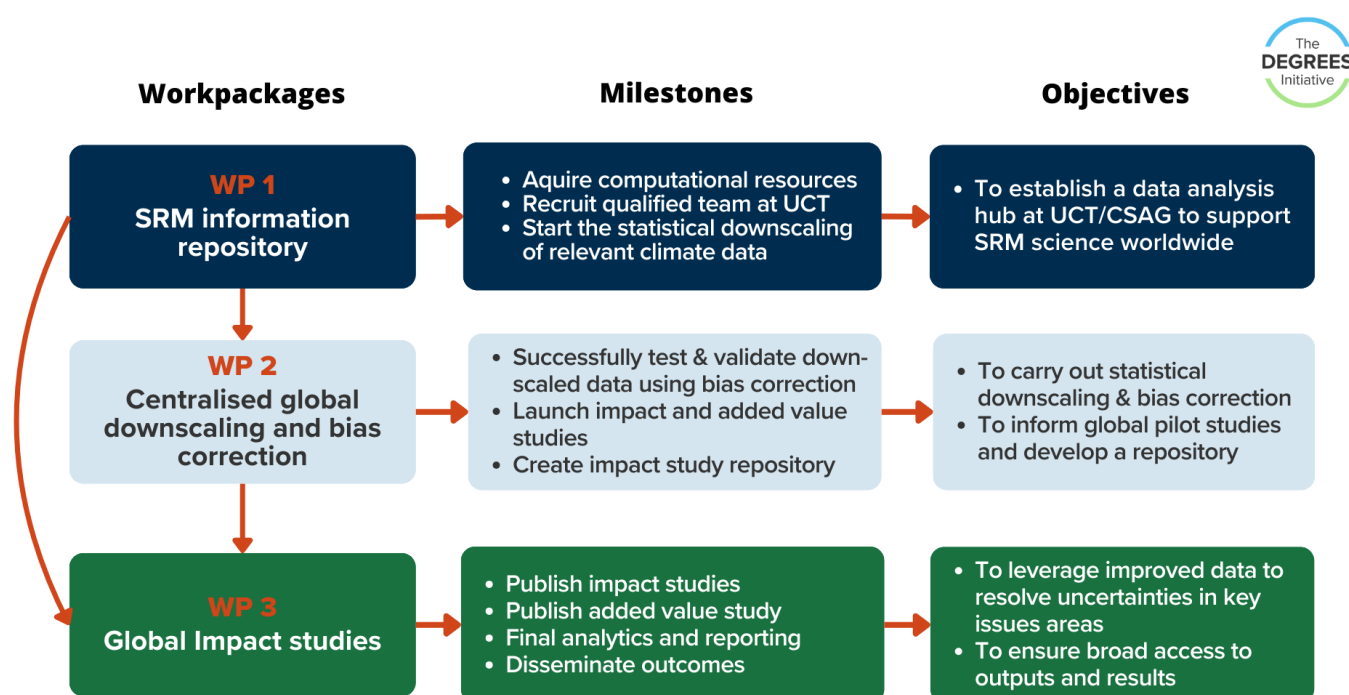 The
DEGREES
Initiative
Workpackages
Milestones
Objectives
WP 1
SRM information
repository
• Aquire computational resources
• Recruit qualified team at UCT
• Start the statistical downscaling
of relevant climate data
• To establish a data analysis
hub at UCT/CSAG to support
SRM science worldwide
WP 2
Centralised global
downscaling and bias
correction
• Successfully test & validate down-
scaled data using bias correction
• Launch impact and added value
studies
• Create impact study repository
• To carry out statistical
downscaling & bias correction
• To inform global pilot studies
and develop a repository
WP 3
Global Impact studies
• Publish impact studies
• Publish added value study
• Final analytics and reporting
• Disseminate outcomes
• To leverage improved data to
resolve uncertainties in key
issues areas
• To ensure broad access to
outputs and results